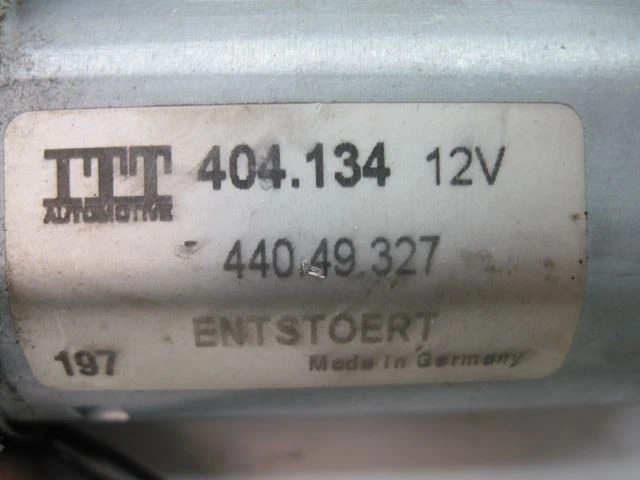 ITT 404.134 12V
AUTOMOTIVE
440.49.327
ENTSTOERT
197 Made in Germany